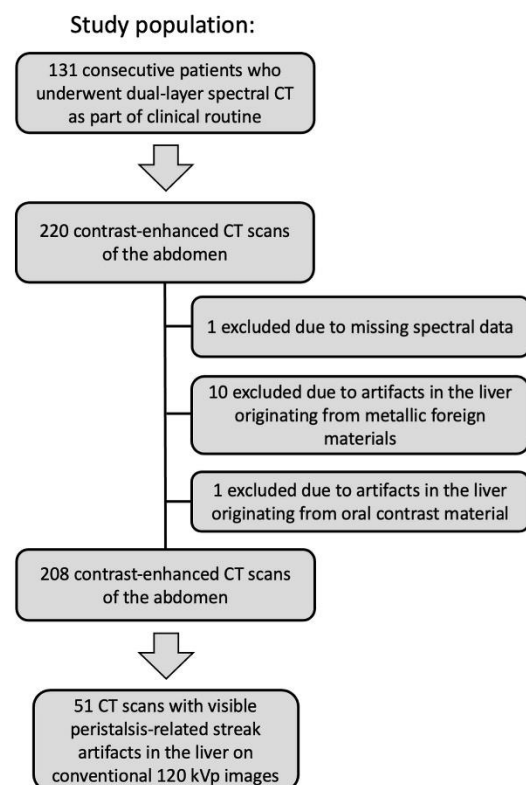 Study population:
131 consecutive patients who
underwent dual-layer spectral CT
as part of clinical routine
220 contrast-enhanced CT scans
of the abdomen
1 excluded due to missing spectral data
10 excluded due to artifacts in the liver
originating from metallic foreign
materials
1 excluded due to artifacts in the liver
originating from oral contrast material
208 contrast-enhanced CT scans
of the abdomen
51 CT scans with visible
peristalsis-related streak
artifacts in the liver on
conventional 120 kVp images